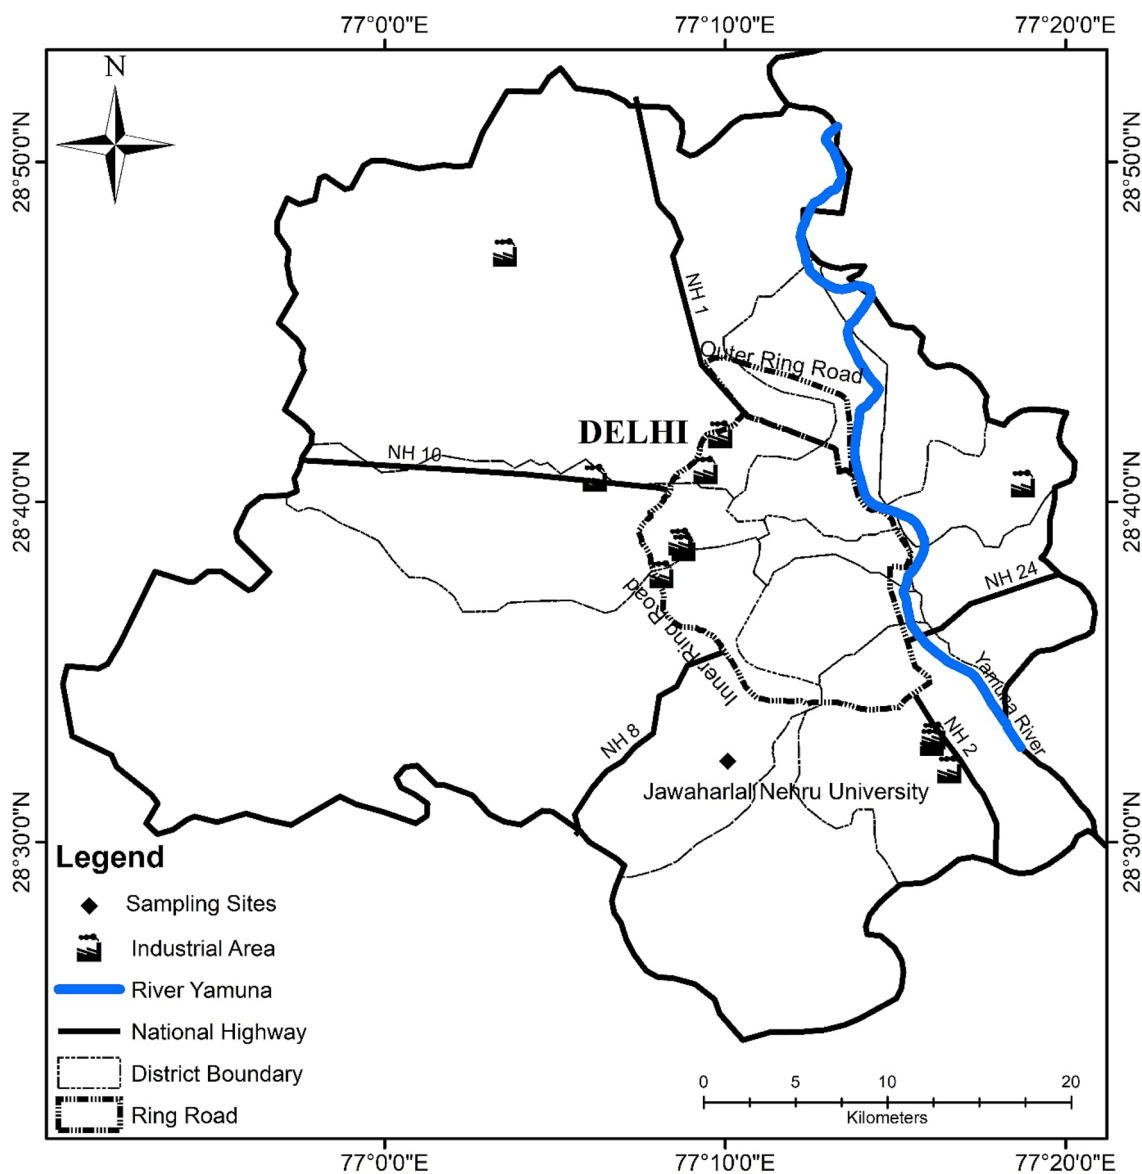 77°0'0"E
77°10'0"E
77°20'0"E
N
28°50'0"N
28°50'0"N
NH 1
Outer Ring Road
DELHI
NH 10
28°40'0"N
28°40'0"N
NH 24
Inner Ring Road
Yamuna River
NH 8
NH 2
Jawaharlall Nehru University
28°30'0"N
28°30'0"N
Legend
Sampling Sites
Industrial Area
River Yamuna
National Highway
District Boundary
Ring Road
0 5 10 20
Kilometers
77°0'0"E
77°10'0"E
77°20'0"E